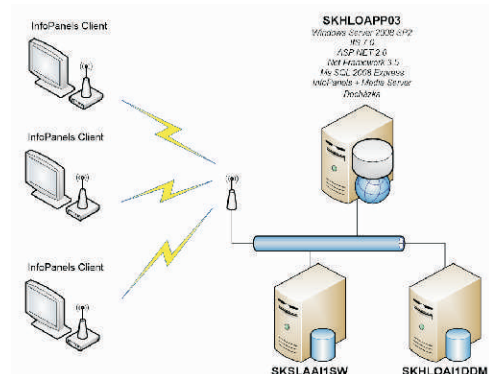 InfoPanels Client
InfoPanels Client
InfoPanels Client
SKHLOAPP03
Windows Server 2008 SP2
IIS 7.0
ASP NET 2.0
Net Framework 3.5
Ms SQL 2008 Express
InfoPanels + Media Server
Docházka
SKSLAAI1SW
SKHLOAI1DDM